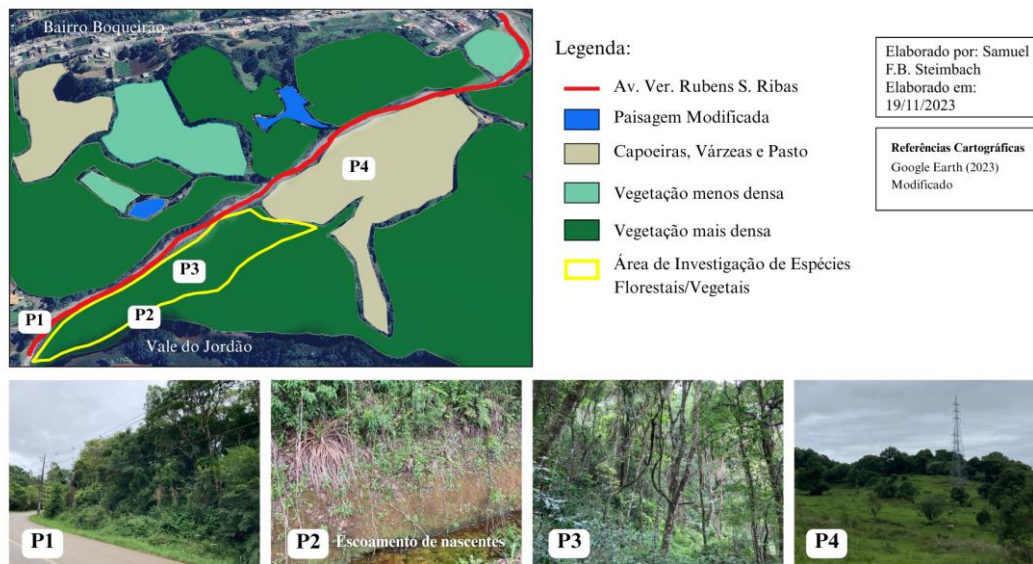 Bairro Boqueirão
P4
P3
P1
P2
Vale do Jordão
Legenda:
Av. Ver. Rubens S. Ribas
Paisagem Modificada
Capoeiras, Várzeas e Pasto
Vegetação menos densa
Vegetação mais densa
Área de Investigação de Espécies
Florestais/Vegetais
Elaborado por: Samuel
F.B. Steimbach
Elaborado em:
19/11/2023
Referências Cartográficas
Google Earth (2023)
Modificado
P1
P2 Escoamento de nascentes
P3
P4